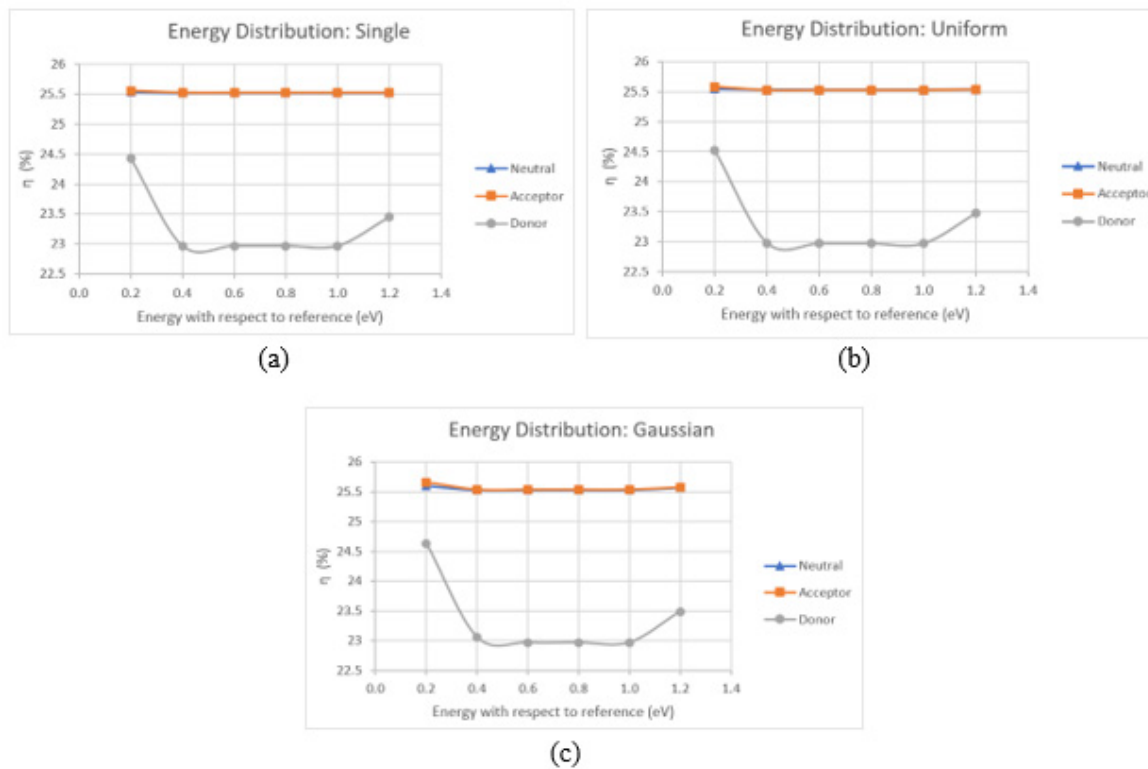 Energy Distribution: Single
26
25.5
25
24.5
24
23.5
23
22.5
η (%)
0.0 0.2 0.4 0.6 0.8 1.0 1.2 1.4
Energy with respect to reference (eV)
Neutral
Acceptor
Donor
(a)
Energy Distribution: Uniform
26
25.5
25
24.5
24
23.5
23
22.5
η (%)
0.0 0.2 0.4 0.6 0.8 1.0 1.2 1.4
Energy with respect to reference (eV)
Neutral
Acceptor
Donor
(b)
Energy Distribution: Gaussian
26
25.5
25
24.5
24
23.5
23
22.5
η (%)
0.0 0.2 0.4 0.6 0.8 1.0 1.2 1.4
Energy with respect to reference (eV)
Neutral
Acceptor
Donor
(c)